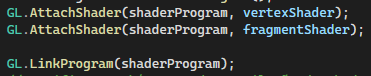 GL.AttachShader(shaderProgram, vertexShader);
GL.AttachShader(shaderProgram, fragmentShader);
GL.LinkProgram(shaderProgram);